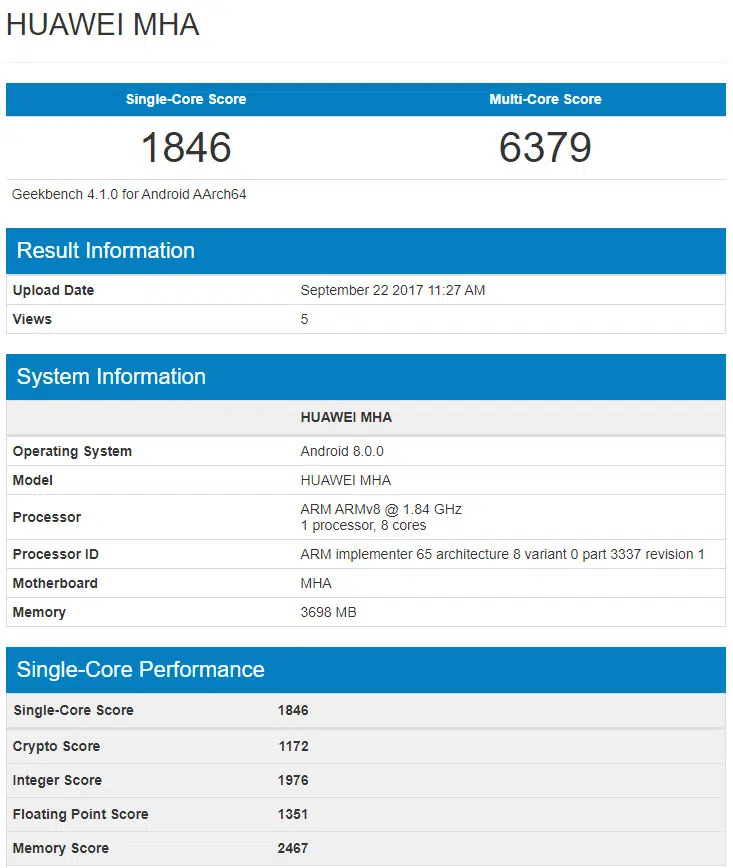 HUAWEI MHA
Single-Core Score Multi-Core Score
1846 6379
Geekbench 4.1.0 for Android AArch64
Result Information
Upload Date September 22 2017 11:27 AM
Views 5
System Information
HUAWEI MHA
Operating System Android 8.0.0
Model HUAWEI MHA
Processor ARM ARMv8 @ 1.84 GHz
1 processor, 8 cores
Processor ID ARM implementer 65 architecture 8 variant 0 part 3337 revision 1
Motherboard MHA
Memory 3698 MB
Single-Core Performance
Single-Core Score 1846
Crypto Score 1172
Integer Score 1976
Floating Point Score 1351
Memory Score 2467